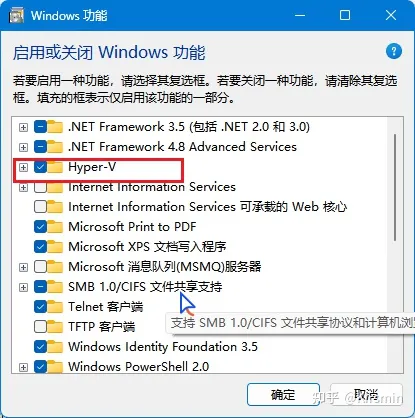 Windows 功能
启用或关闭 Windows 功能
若要启用一种功能，请选择其复选框。若要关闭一种功能，请清除其复选
框。填充的框表示仅启用该功能的一部分。
.NET Framework 3.5 (包括 .NET 2.0 和 3.0)
.NET Framework 4.8 Advanced Services
Hyper-V
Internet Information Services
Internet Information Services 可承载的 Web 核心
Microsoft Print to PDF
Microsoft XPS 文档写入程序
Microsoft 消息队列(MSMQ)服务器
SMB 1.0/CIFS 文件共享支持
Telnet 客户端
支持 SMB 1.0/CIFS 文件共享协议和计算机浏
TFTP 客户端
Windows Identity Foundation 3.5
Windows PowerShell 2.0
确定
取消
知乎